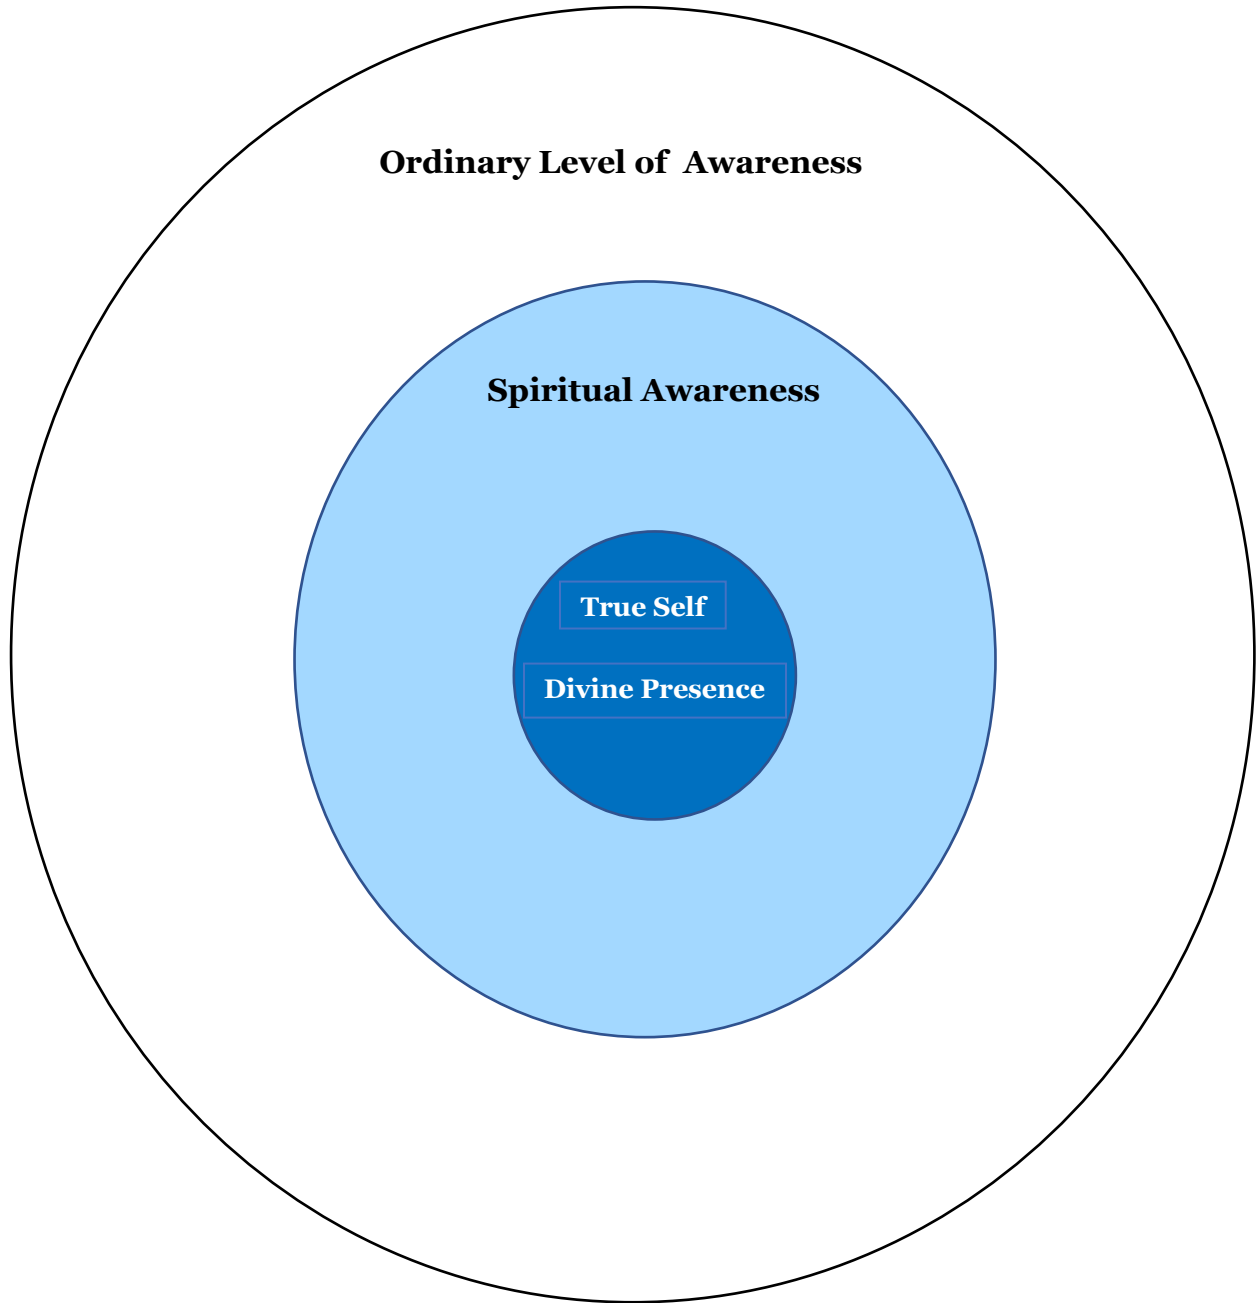 Ordinary Level of  Awareness
Spiritual Awareness
True Self
Divine Presence